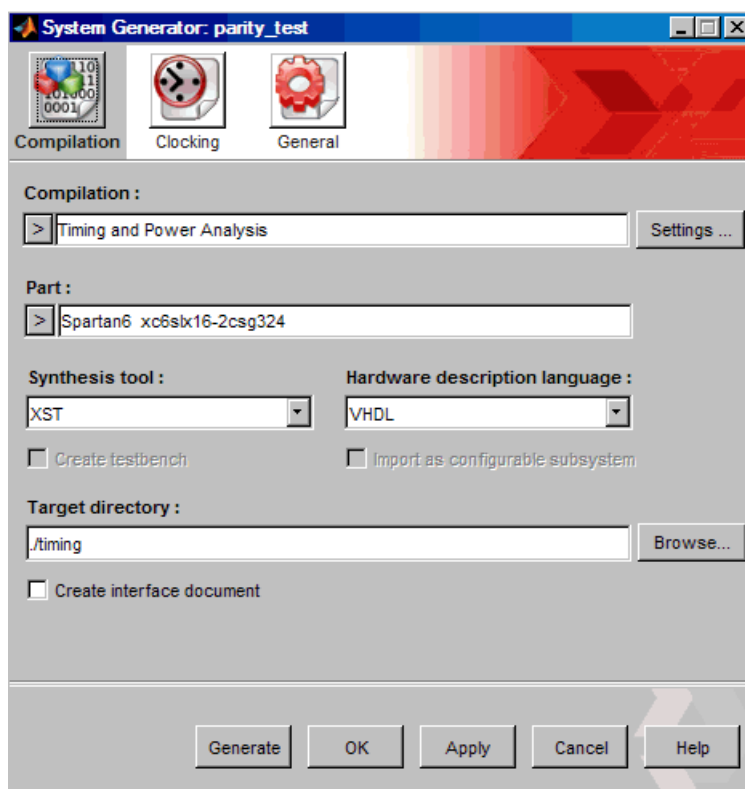 System Generator: parity_test
Compilation Clocking General
Compilation :
> Timing and Power Analysis Settings ...
Part :
> Spartan6 xc6slx16-2csg324
Synthesis tool : Hardware description language :
XST VHDL
Create testbench Import as configurable subsystem
Target directory :
./timing Browse...
Create interface document
Generate OK Apply Cancel Help